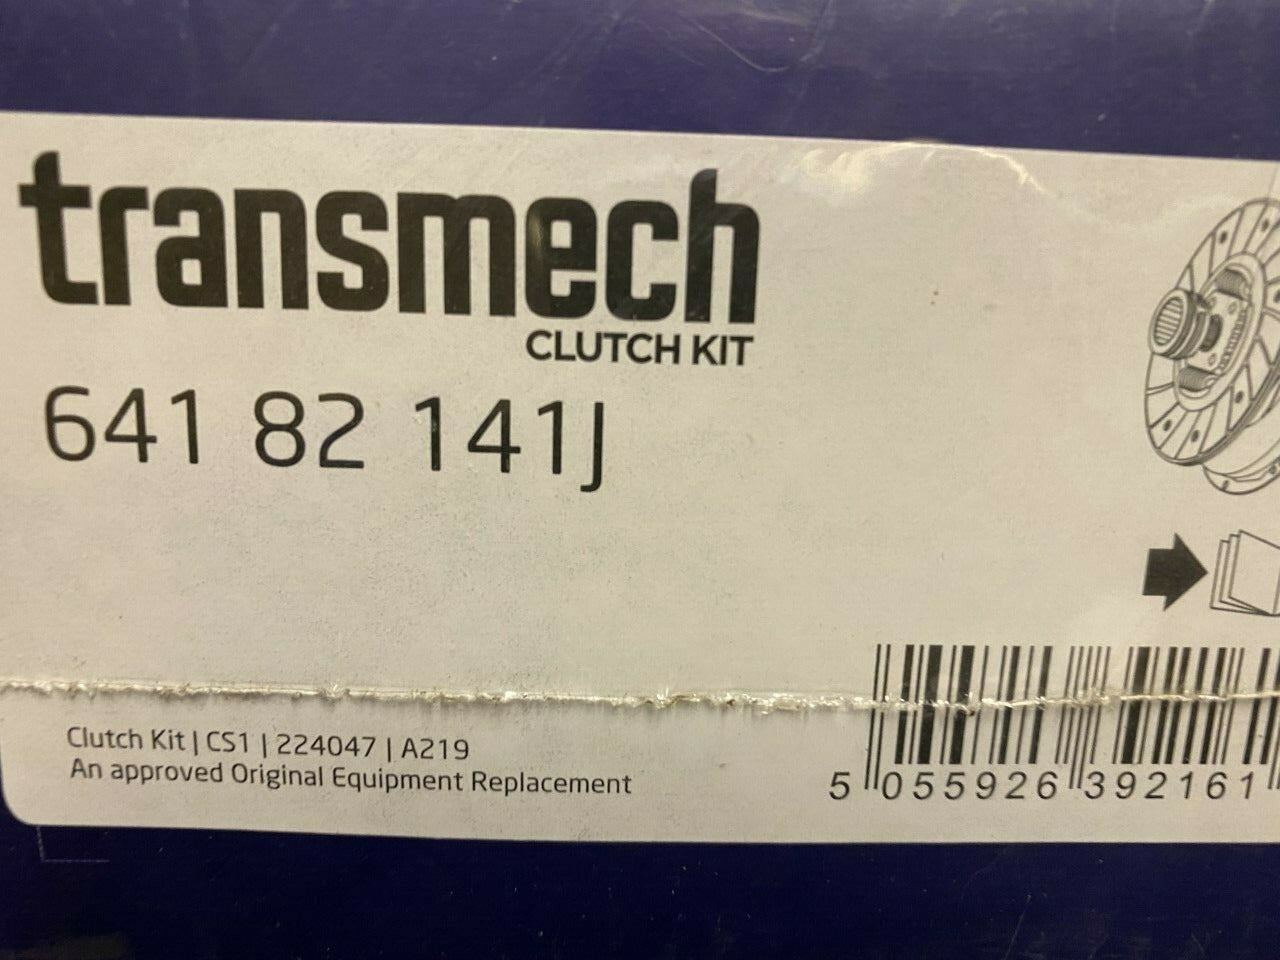 transmech
CLUTCH KIT
641 82 141J
Clutch Kit | CS1 | 224047 | A219
An approved Original Equipment Replacement
5 055926 392161